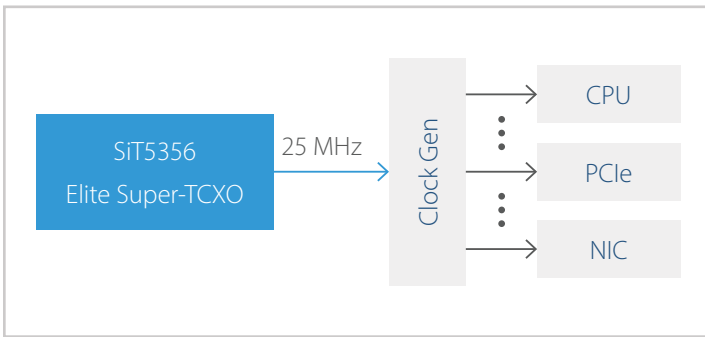 SiT5356
Elite Super-TCXO
25 MHz
Clock Gen
CPU
PCIe
NIC